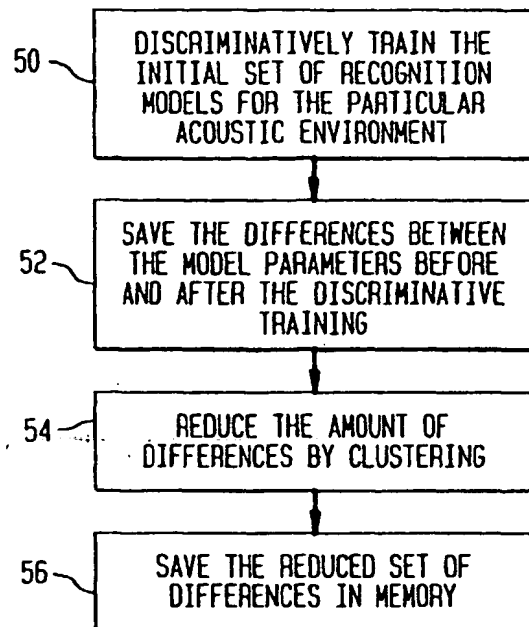 50
DISCRIMINATIVELY TRAIN THE
INITIAL SET OF RECOGNITION
MODELS FOR THE PARTICULAR
ACOUSTIC ENVIRONMENT
52
SAVE THE DIFFERENCES BETWEEN
THE MODEL PARAMETERS BEFORE
AND AFTER THE DISCRIMINATIVE
TRAINING
54
REDUCE THE AMOUNT OF
DIFFERENCES BY CLUSTERING
56
SAVE THE REDUCED SET OF
DIFFERENCES IN MEMORY